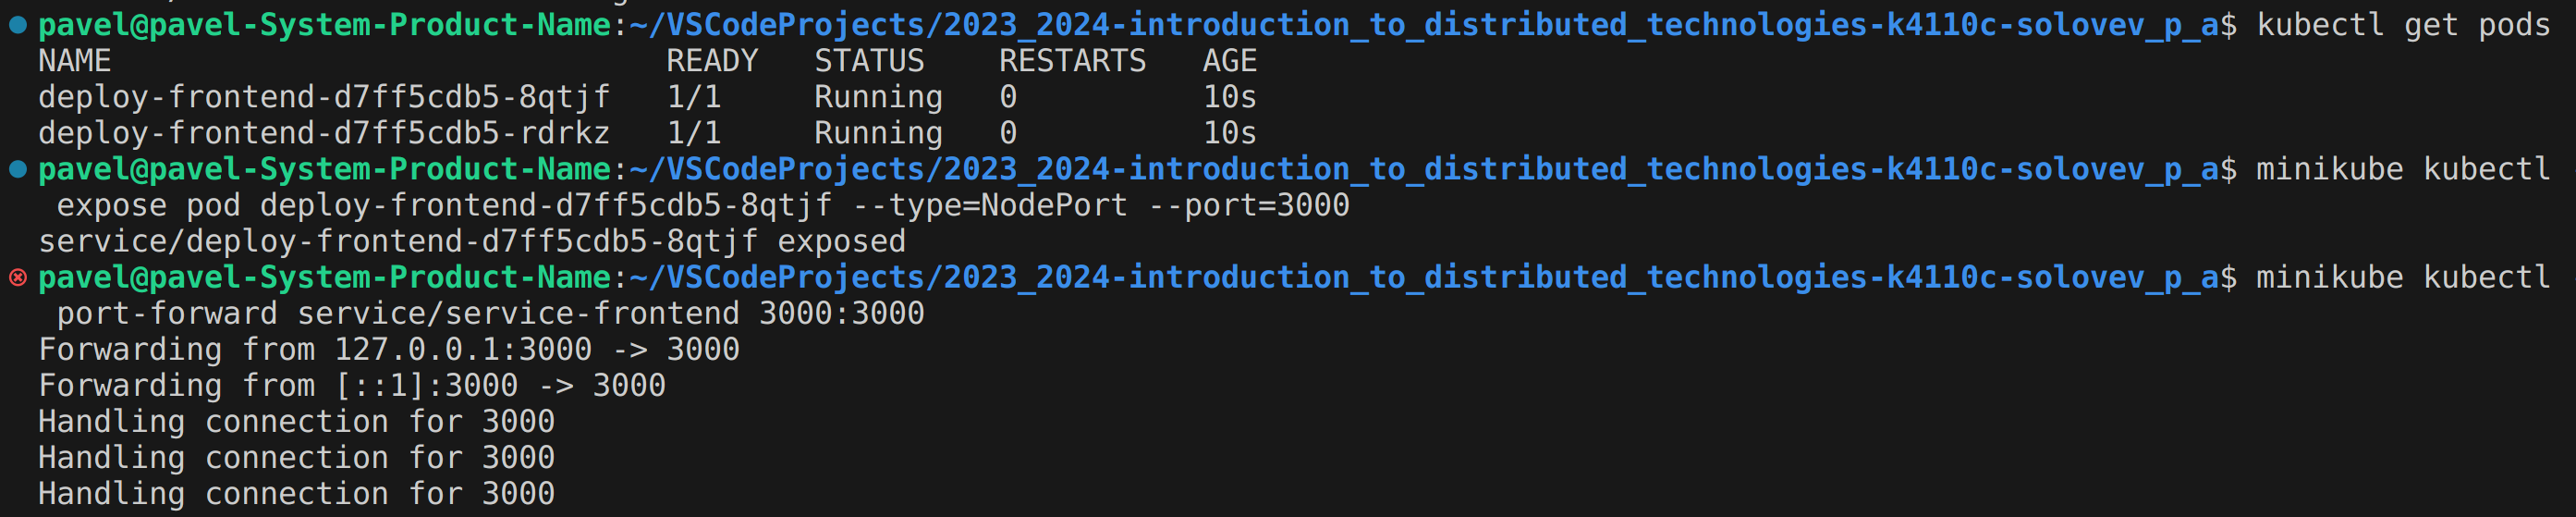 pavel@pavel-System-Product-Name:~/VSCodeProjects/2023_2024-introduction_to_distributed_technologies-k4110c-solovev_p_a$ kubectl get pods
NAME                              READY   STATUS    RESTARTS   AGE
deploy-frontend-d7ff5cdb5-8qtjf   1/1     Running   0          10s
deploy-frontend-d7ff5cdb5-rdrkz   1/1     Running   0          10s
pavel@pavel-System-Product-Name:~/VSCodeProjects/2023_2024-introduction_to_distributed_technologies-k4110c-solovev_p_a$ minikube kubectl
 expose pod deploy-frontend-d7ff5cdb5-8qtjf --type=NodePort --port=3000
service/deploy-frontend-d7ff5cdb5-8qtjf exposed
pavel@pavel-System-Product-Name:~/VSCodeProjects/2023_2024-introduction_to_distributed_technologies-k4110c-solovev_p_a$ minikube kubectl
 port-forward service/service-frontend 3000:3000
Forwarding from 127.0.0.1:3000 -> 3000
Forwarding from [::1]:3000 -> 3000
Handling connection for 3000
Handling connection for 3000
Handling connection for 3000